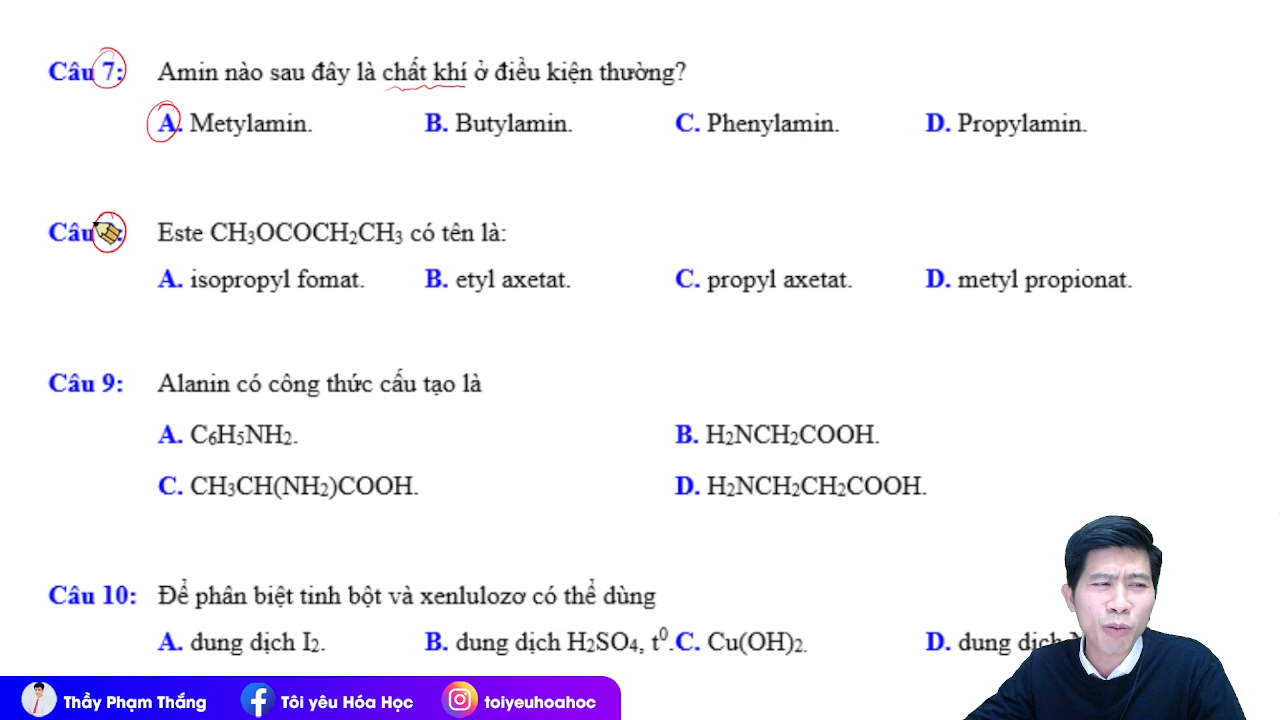 Câu 7: Amin nào sau đây là chất khí ở điều kiện thường?
A. Metylamin. B. Butylamin. C. Phenylamin. D. Propylamin.
Câu : Este CH₃OCOCH₂CH₃ có tên là:
A. isopropyl fomat. B. etyl axetat. C. propyl axetat. D. metyl propionat.
Câu 9: Alanin có công thức cấu tạo là
A. C₆H₅NH₂. B. H₂NCH₂COOH.
C. CH₃CH(NH₂)COOH. D. H₂NCH₂CH₂COOH.
Câu 10: Để phân biệt tinh bột và xenlulozơ có thể dùng
A. dung dịch I₂. B. dung dịch H₂SO₄, t⁰. C. Cu(OH)₂. D. dung dịch
Thầy Phạm Thắng Tôi yêu Hóa Học toiyeuhoahoc